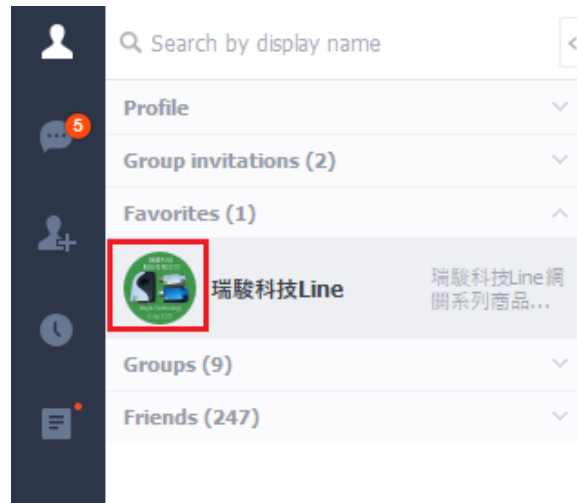 Search by display name
<
Profile
5
Group invitations (2)
Favorites (1)
瑞駿科技Line
瑞駿科技Line網
關系列商品...
Groups (9)
Friends (247)